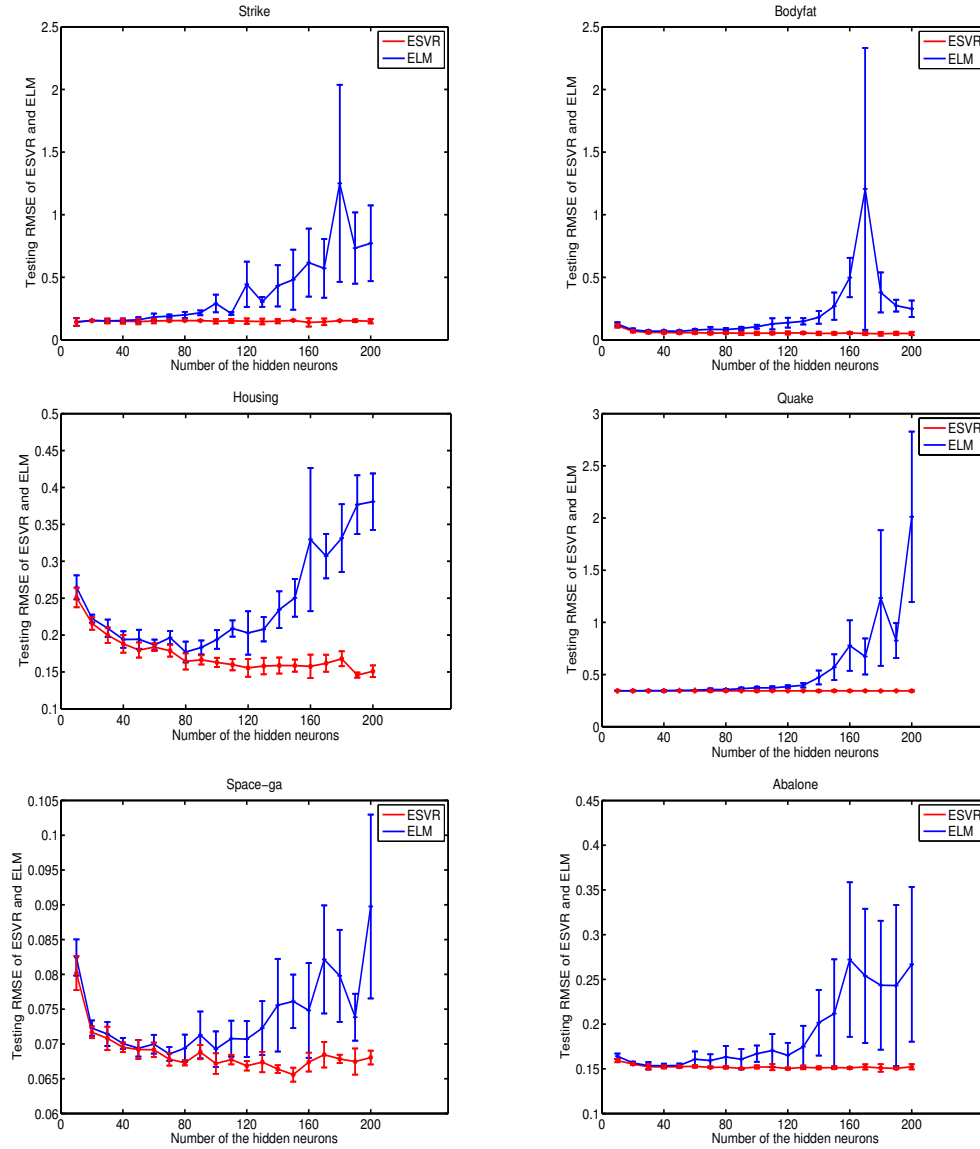 Strike
2.5
2
1.5
1
0.5
0
0 40 80 120 160 200
Testing RMSE of ESVR and ELM
Number of the hidden neurons
ESVR
ELM
Bodyfat
2.5
2
1.5
1
0.5
0
0 40 80 120 160 200
Testing RMSE of ESVR and ELM
Number of the hidden neurons
ESVR
ELM
Housing
0.5
0.45
0.4
0.35
0.3
0.25
0.2
0.15
0.1
0 40 80 120 160 200
Testing RMSE of ESVR and ELM
Number of the hidden neurons
Quake
3
2.5
2
1.5
1
0.5
0
0 40 80 120 160 200
Testing RMSE of ESVR and ELM
Number of the hidden neurons
ESVR
ELM
Space−ga
0.105
0.1
0.095
0.09
0.085
0.08
0.075
0.07
0.065
0.06
0 40 80 120 160 200
Testing RMSE of ESVR and ELM
Number of the hidden neurons
ESVR
ELM
Abalone
0.45
0.4
0.35
0.3
0.25
0.2
0.15
0.1
0 40 80 120 160 200
Testing RMSE of ESVR and ELM
Number of the hidden neurons
ESVR
ELM